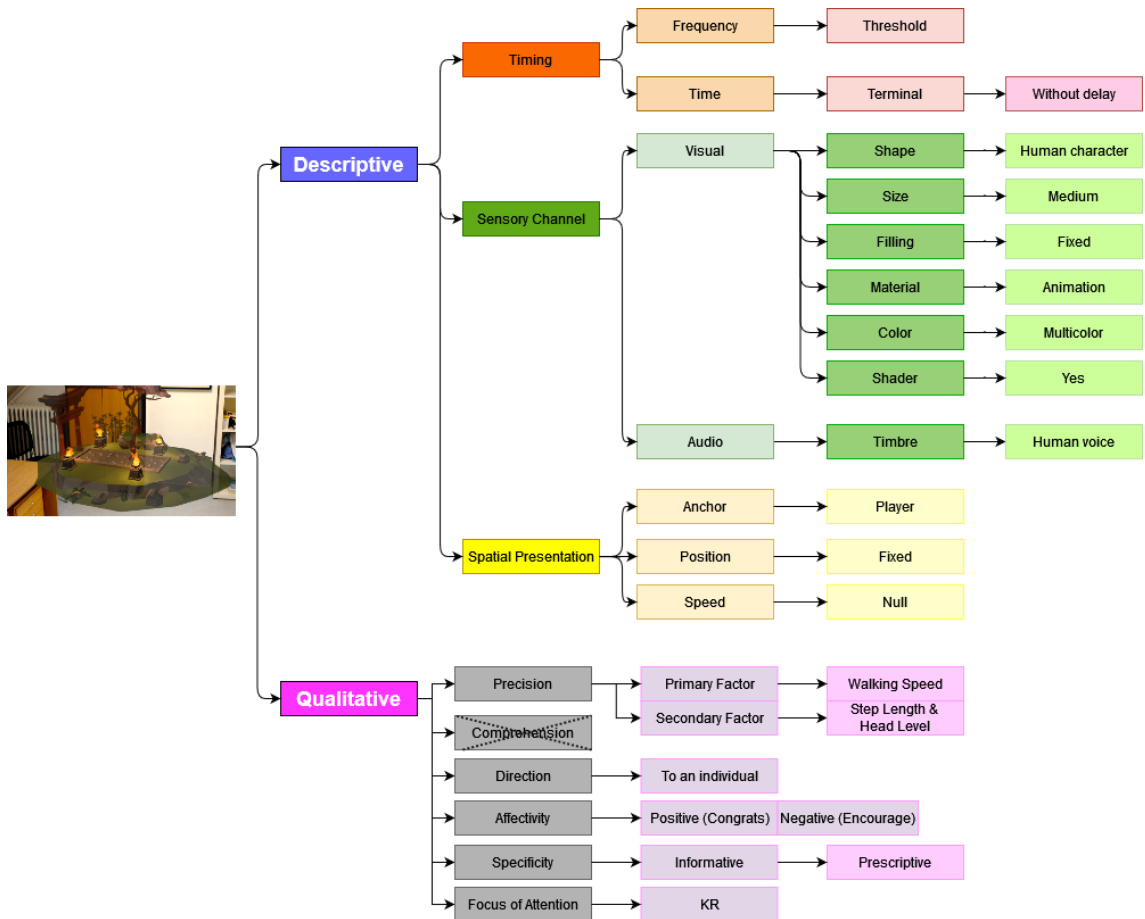 Frequency
Threshold
Timing
Time
Terminal
Without delay
Descriptive
Visual
Shape
Human character
Size
Medium
Sensory Channel
Filling
Fixed
Material
Animation
Color
Multicolor
Shader
Yes
Audio
Timbre
Human voice
Anchor
Player
Spatial Presentation
Position
Fixed
Speed
Null
Qualitative
Precision
Primary Factor
Walking Speed
Secondary Factor
Step Length &
Head Level
Comprehension
Direction
To an individual
Affectivity
Positive (Congrats)
Negative (Encourage)
Specificity
Informative
Prescriptive
Focus of Attention
KR